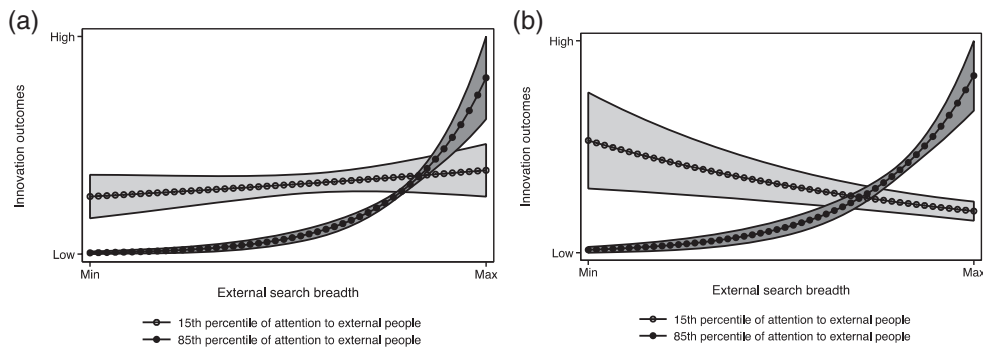 (a)
High
Innovation outcomes
Low
Min
Max
External search breadth
15th percentile of attention to external people
85th percentile of attention to external people
(b)
High
Innovation outcomes
Low
Min
Max
External search breadth
15th percentile of attention to external people
85th percentile of attention to external people